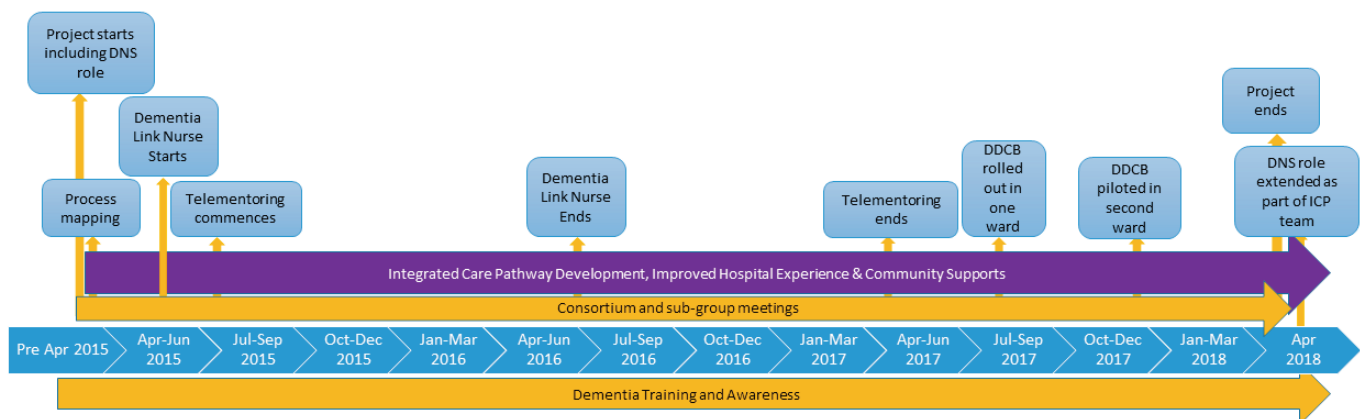 Project starts
including DNS
role
Dementia
Link Nurse
Starts
Process
mapping
Telementoring
commences
Dementia
Link Nurse
Ends
Telementoring
ends
DDCB
rolled
out in
one
ward
DDCB
piloted in
second
ward
Project
ends
DNS role
extended as
part of ICP
team
Integrated Care Pathway Development, Improved Hospital Experience & Community Supports
Consortium and sub-group meetings
Pre Apr 2015
Apr-Jun
2015
Jul-Sep
2015
Oct-Dec
2015
Jan-Mar
2016
Apr-Jun
2016
Jul-Sep
2016
Oct-Dec
2016
Jan-Mar
2017
Apr-Jun
2017
Jul-Sep
2017
Oct-Dec
2017
Jan-Mar
2018
Apr
2018
Dementia Training and Awareness